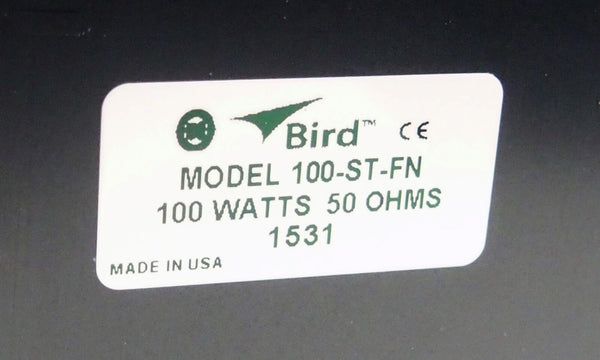 Bird™ CE
MODEL 100-ST-FN
100 WATTS 50 OHMS
1531
MADE IN USA